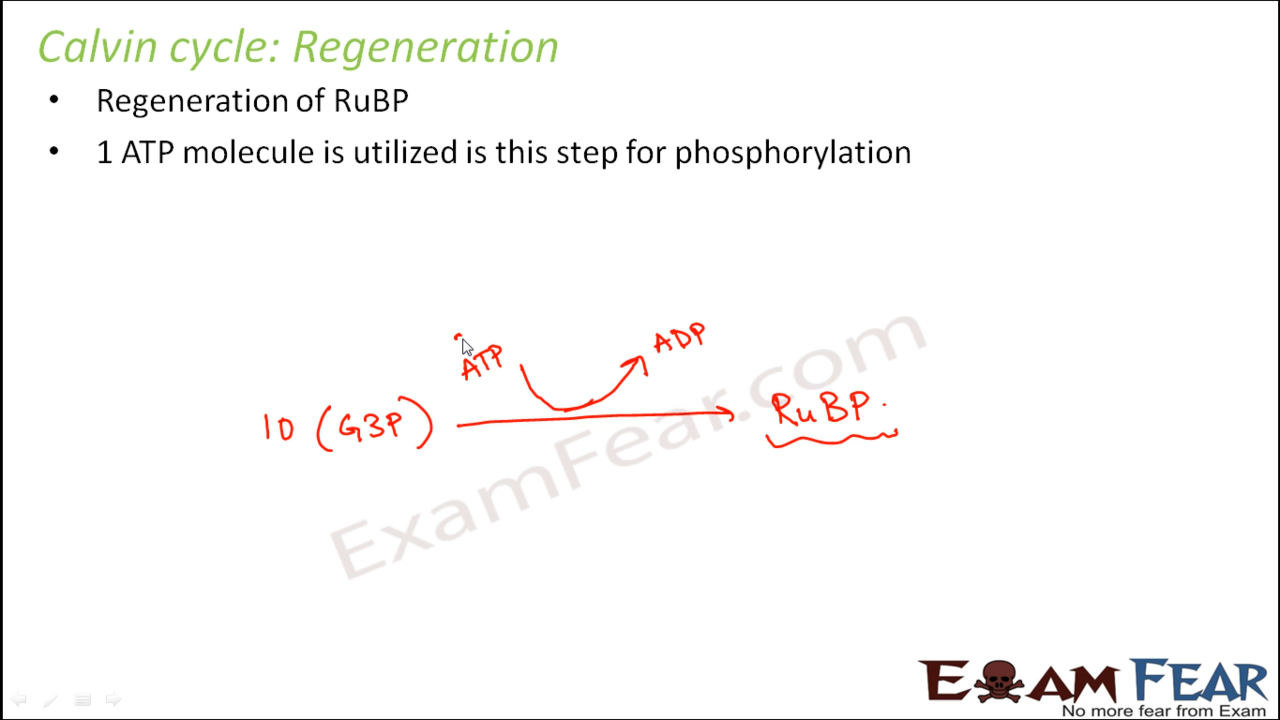 Calvin cycle: Regeneration
• Regeneration of RuBP
• 1 ATP molecule is utilized is this step for phosphorylation
ATP ADP
10 (G3P) RuBP.
ExamFear.com
EXAM FEAR
No more fear from Exam